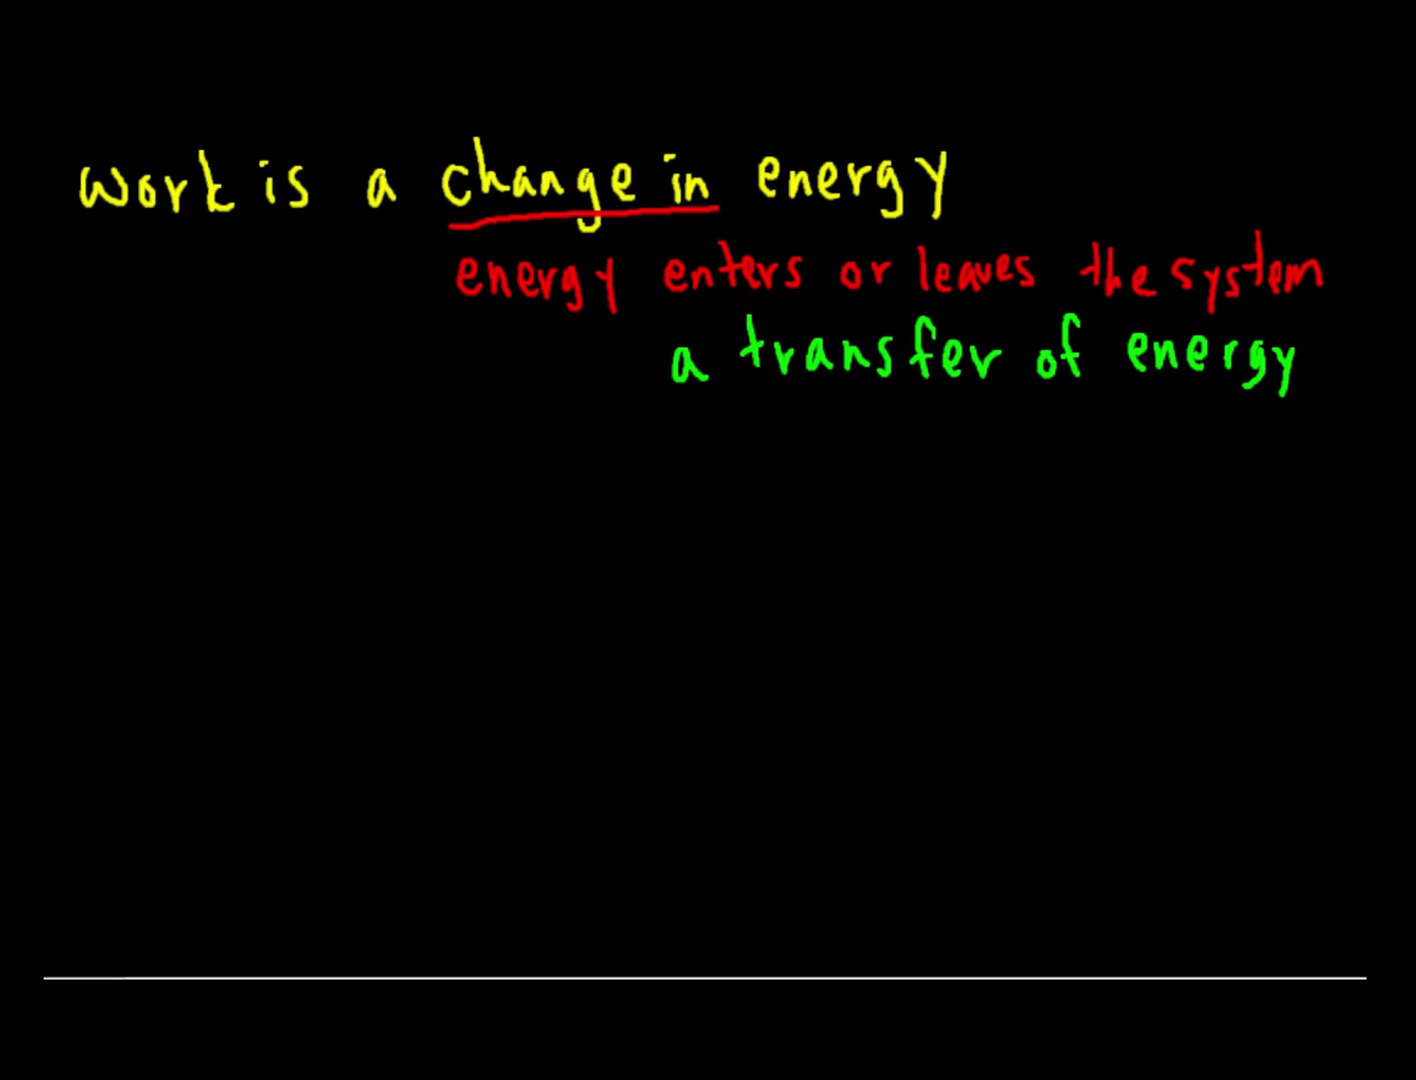 work is a change in energy
energy enters or leaves the system
a transfer of energy